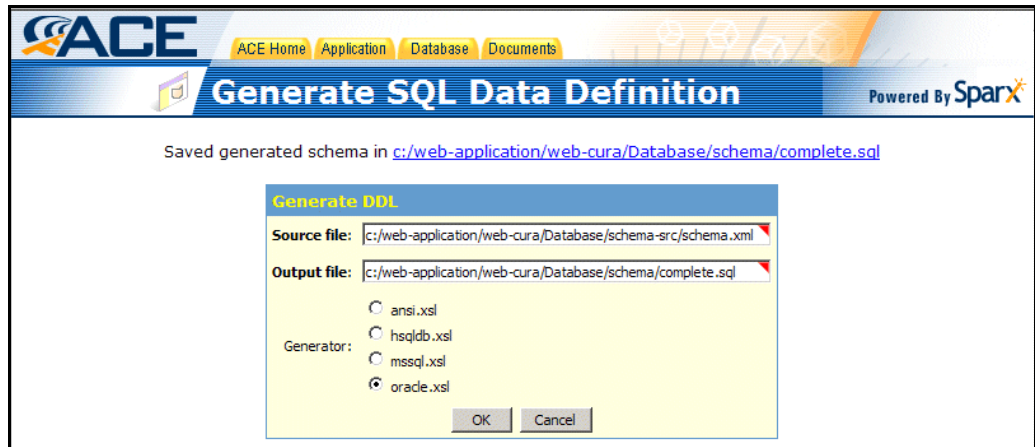 ACE
ACE Home Application Database Documents
Generate SQL Data Definition
Powered By Sparx
Saved generated schema in c:/web-application/web-cura/Database/schema/complete.sql
Generate DDL
Source file: c:/web-application/web-cura/Database/schema-src/schema.xml
Output file: c:/web-application/web-cura/Database/schema/complete.sql
Generator:
ansi.xsl
hsqldb.xsl
mssql.xsl
oracle.xsl
OK Cancel